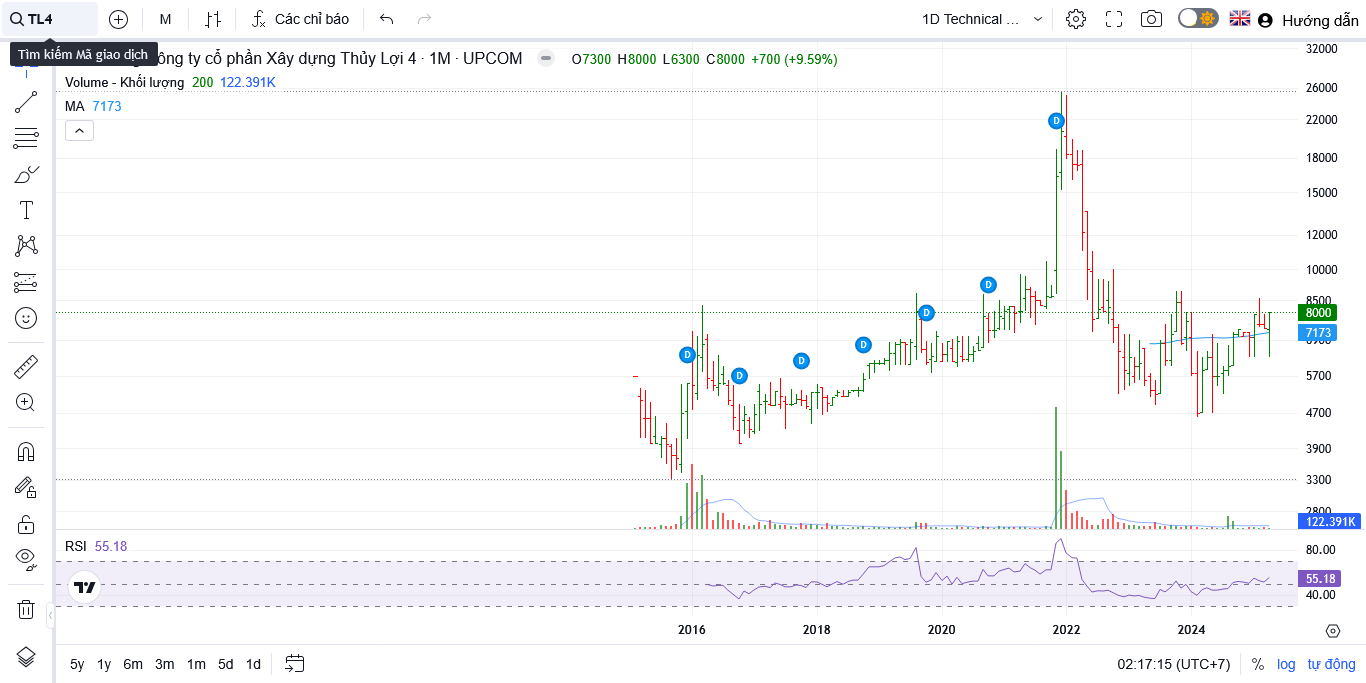 TL4
M
Các chỉ báo
1D Technical ...
Hướng dẫn
Tìm kiếm Mã giao dịch
ông ty cổ phần Xây dựng Thủy Lợi 4 · 1M · UPCOM
O7300 H8000 L6300 C8000 +700 (+9.59%)
Volume - Khối lượng 200 122.391K
MA 7173
32000
26000
22000
18000
15000
12000
10000
8500
8000
7173
5700
4700
3900
3300
2800
122.391K
D
D
D
D
D
D
D
RSI 55.18
80.00
55.18
40.00
2016
2018
2020
2022
2024
5y 1y 6m 3m 1m 5d 1d
02:17:15 (UTC+7)
%
log
tự động